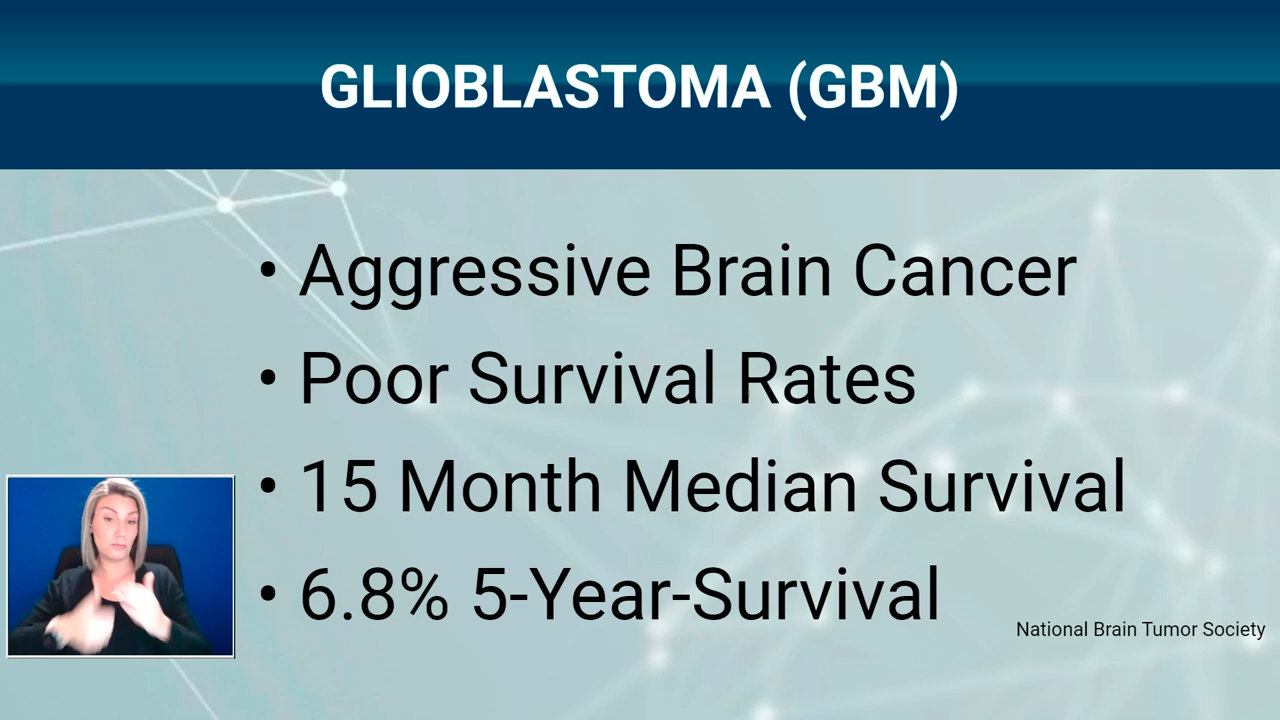 GLIOBLASTOMA (GBM)
• Aggressive Brain Cancer
• Poor Survival Rates
• 15 Month Median Survival
• 6.8% 5-Year-Survival
National Brain Tumor Society